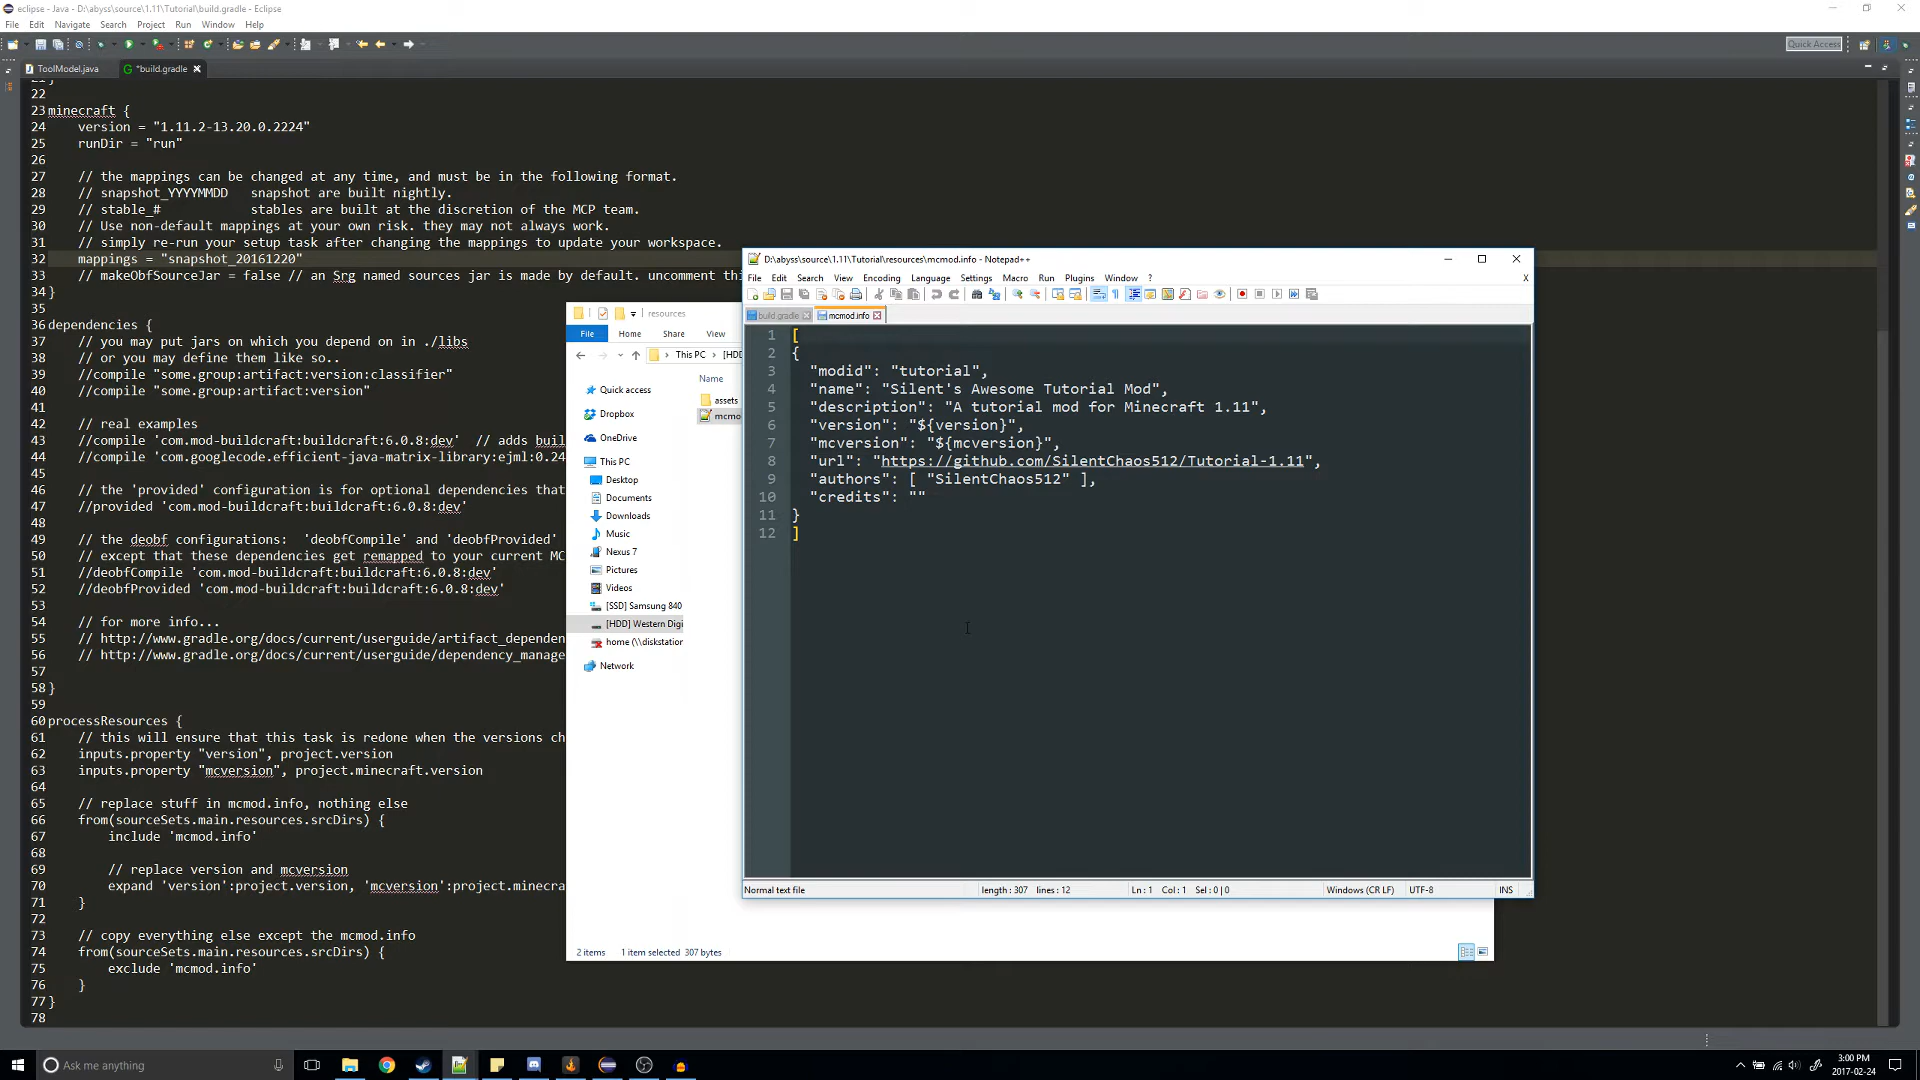 eclipse - Java - D:\abyss\source\1.11\Tutorial\build.gradle - Eclipse
File Edit Navigate Search Project Run Window Help
Quick Access
ToolModel.java *build.gradle
22
23 minecraft {
24 version = "1.11.2-13.20.0.2224"
25 runDir = "run"
26
27 // the mappings can be changed at any time, and must be in the following format.
28 // snapshot_YYYYMMDD snapshot are built nightly.
29 // stable_# stables are built at the discretion of the MCP team.
30 // Use non-default mappings at your own risk. they may not always work.
31 // simply re-run your setup task after changing the mappings to update your workspace.
32 mappings = "snapshot_20161220"
33 // makeObfSourceJar = false // an Srg named sources jar is made by default. uncomment thi
34 }
35
36 dependencies {
37 // you may put jars on which you depend on in ./libs
38 // or you may define them like so..
39 //compile "some.group:artifact:version:classifier"
40 //compile "some.group:artifact:version"
41
42 // real examples
43 //compile 'com.mod-buildcraft:buildcraft:6.0.8:dev' // adds buil
44 //compile 'com.googlecode.efficient-java-matrix-library:ejml:0.24
45
46 // the 'provided' configuration is for optional dependencies that
47 //provided 'com.mod-buildcraft:buildcraft:6.0.8:dev'
48
49 // the deobf configurations: 'deobfCompile' and 'deobfProvided'
50 // except that these dependencies get remapped to your current MC
51 //deobfCompile 'com.mod-buildcraft:buildcraft:6.0.8:dev'
52 //deobfProvided 'com.mod-buildcraft:buildcraft:6.0.8:dev'
53
54 // for more info...
55 // http://www.gradle.org/docs/current/userguide/artifact_dependen
56 // http://www.gradle.org/docs/current/userguide/dependency_manage
57
58 }
59
60 processResources {
61 // this will ensure that this task is redone when the versions ch
62 inputs.property "version", project.version
63 inputs.property "mcversion", project.minecraft.version
64
65 // replace stuff in mcmod.info, nothing else
66 from(sourceSets.main.resources.srcDirs) {
67 include 'mcmod.info'
68
69 // replace version and mcversion
70 expand 'version':project.version, 'mcversion':project.minecra
71 }
72
73 // copy everything else except the mcmod.info
74 from(sourceSets.main.resources.srcDirs) {
75 exclude 'mcmod.info'
76 }
77 }
78
resources
File Home Share View
This PC [HD
Name
assets
mcmo
Quick access
Dropbox
OneDrive
This PC
Desktop
Documents
Downloads
Music
Nexus 7
Pictures
Videos
[SSD] Samsung 840
[HDD] Western Digi
home (\\diskstation
Network
2 items 1 item selected 307 bytes
D:\abyss\source\1.11\Tutorial\resources\mcmod.info - Notepad++
File Edit Search View Encoding Language Settings Macro Run Plugins Window ? X
build.gradle mcmod.info
1 [
2 {
3 "modid": "tutorial",
4 "name": "Silent's Awesome Tutorial Mod",
5 "description": "A tutorial mod for Minecraft 1.11",
6 "version": "${version}",
7 "mcversion": "${mcversion}",
8 "url": "https://github.com/SilentChaos512/Tutorial-1.11",
9 "authors": [ "SilentChaos512" ],
10 "credits": ""
11 }
12 ]
Normal text file length : 307 lines : 12 Ln : 1 Col : 1 Sel : 0 | 0 Windows (CR LF) UTF-8 INS
Ask me anything
3:00 PM
2017-02-24